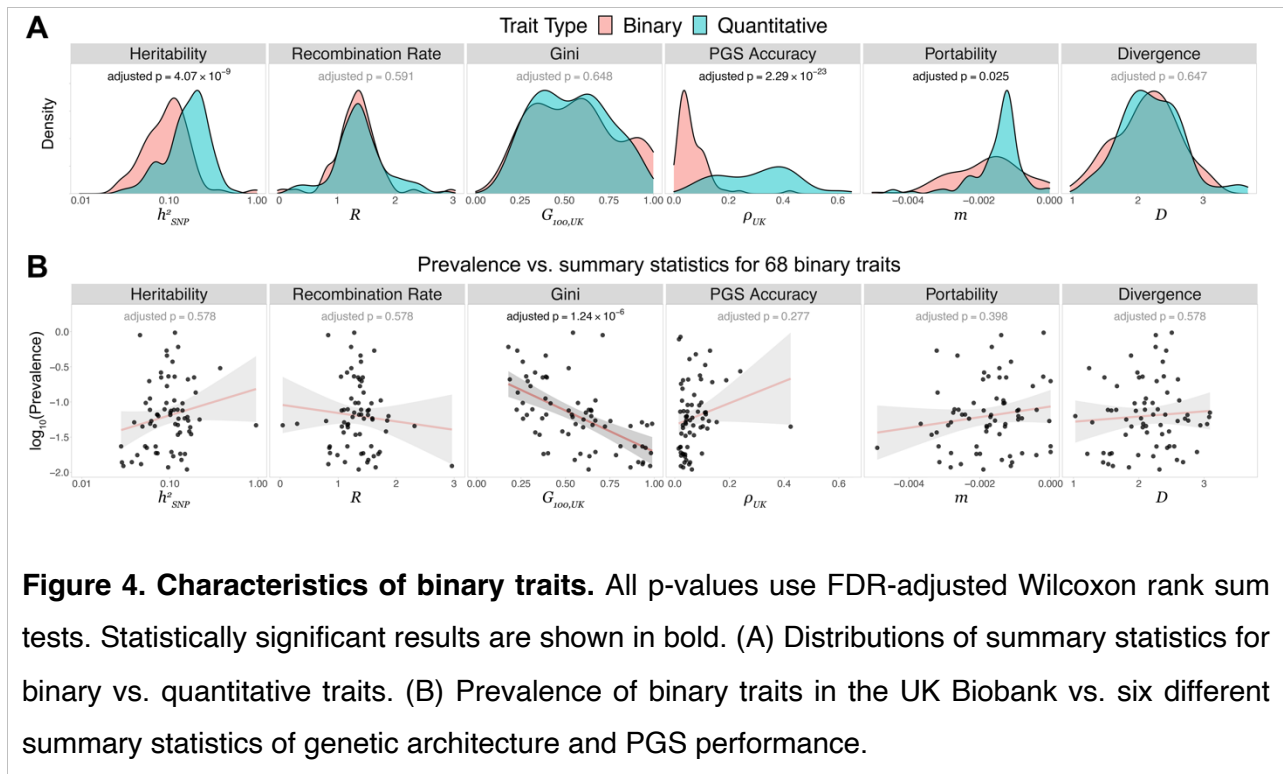 A
Trait Type Binary Quantitative
Heritability Recombination Rate Gini PGS Accuracy Portability Divergence
adjusted p = 4.07 × 10⁻⁹ adjusted p = 0.591 adjusted p = 0.648 adjusted p = 2.29 × 10⁻²³ adjusted p = 0.025 adjusted p = 0.647
Density
0.01 0.10 1.00 0 1 2 3 0.00 0.25 0.50 0.75 1.00 0.0 0.2 0.4 0.6 −0.004 −0.002 0.000 1 2 3
h²SNP R G100,UK ρUK m D
B
Prevalence vs. summary statistics for 68 binary traits
Heritability Recombination Rate Gini PGS Accuracy Portability Divergence
adjusted p = 0.578 adjusted p = 0.578 adjusted p = 1.24 × 10⁻⁶ adjusted p = 0.277 adjusted p = 0.398 adjusted p = 0.578
log₁₀(Prevalence)
0.0
−0.5
−1.0
−1.5
−2.0
0.01 0.10 1.00 0 1 2 3 0.00 0.25 0.50 0.75 1.00 0.0 0.2 0.4 0.6 −0.004 −0.002 0.000 1 2 3
h²SNP R G100,UK ρUK m D
Figure 4. Characteristics of binary traits. All p-values use FDR-adjusted Wilcoxon rank sum
tests. Statistically significant results are shown in bold. (A) Distributions of summary statistics for
binary vs. quantitative traits. (B) Prevalence of binary traits in the UK Biobank vs. six different
summary statistics of genetic architecture and PGS performance.